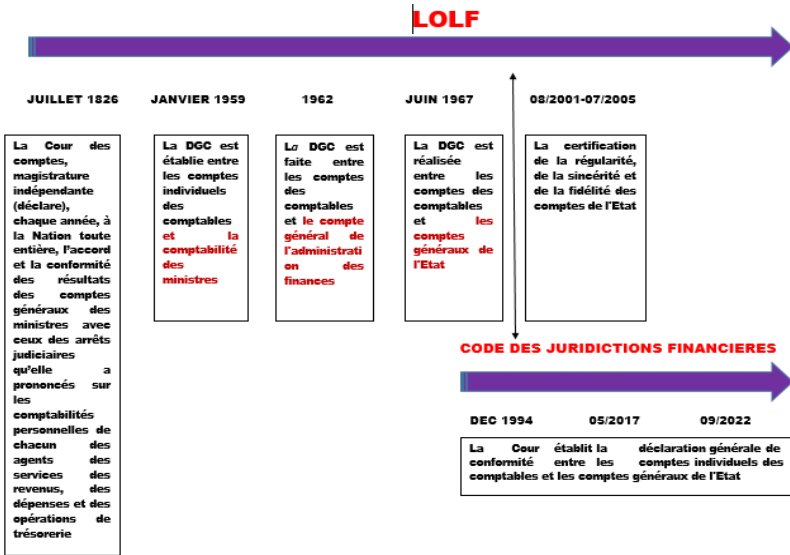 LOLF
JUILLET 1826
JANVIER 1959
1962
JUIN 1967
08/2001-07/2005
La Cour des
comptes,
magistrature
indépendante
(déclare),
chaque année, à
la Nation toute
entière, l'accord
et la conformité
des résultats
des comptes
généraux des
ministres avec
ceux des arrêts
judiciaires
qu'elle a
prononcés sur
les
comptabilités
personnelles de
chacun des
agents des
services des
revenus, des
dépenses et des
opérations de
trésorerie
La DGC est
établie entre
les comptes
individuels
des
comptables
et la
comptabilité
des
ministres
La DGC est
faite entre
les comptes
des
comptables
et le compte
général de
l'administrati
on des
finances
La DGC est
réalisée
entre les
comptes des
comptables
et les
comptes
généraux de
l'Etat
La certification
de la régularité,
de la sincérité et
de la fidélité des
comptes de l'Etat
CODE DES JURIDICTIONS FINANCIERES
DEC 1994
05/2017
09/2022
La Cour établit la déclaration générale de
conformité entre les comptes individuels des
comptables et les comptes généraux de l'Etat